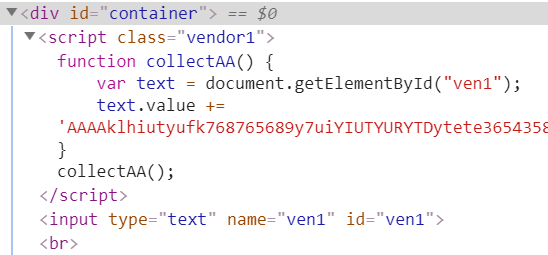 ▼<div id="container"> == $0
▼<script class="vendor1">
function collectAA() {
var text = document.getElementById("ven1");
text.value +=
'AAAAklhiutyufk768765689y7uiYIUTYURYTDytete3654358
}
collectAA();
</script>
<input type="text" name="ven1" id="ven1">
<br>